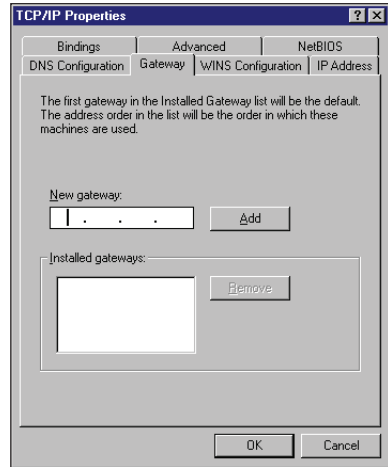 TCP/IP Properties
Bindings Advanced NetBIOS
DNS Configuration Gateway WINS Configuration IP Address
The first gateway in the Installed Gateway list will be the default.
The address order in the list will be the order in which these
machines are used.
New gateway:
. . . Add
Installed gateways:
Remove
OK Cancel